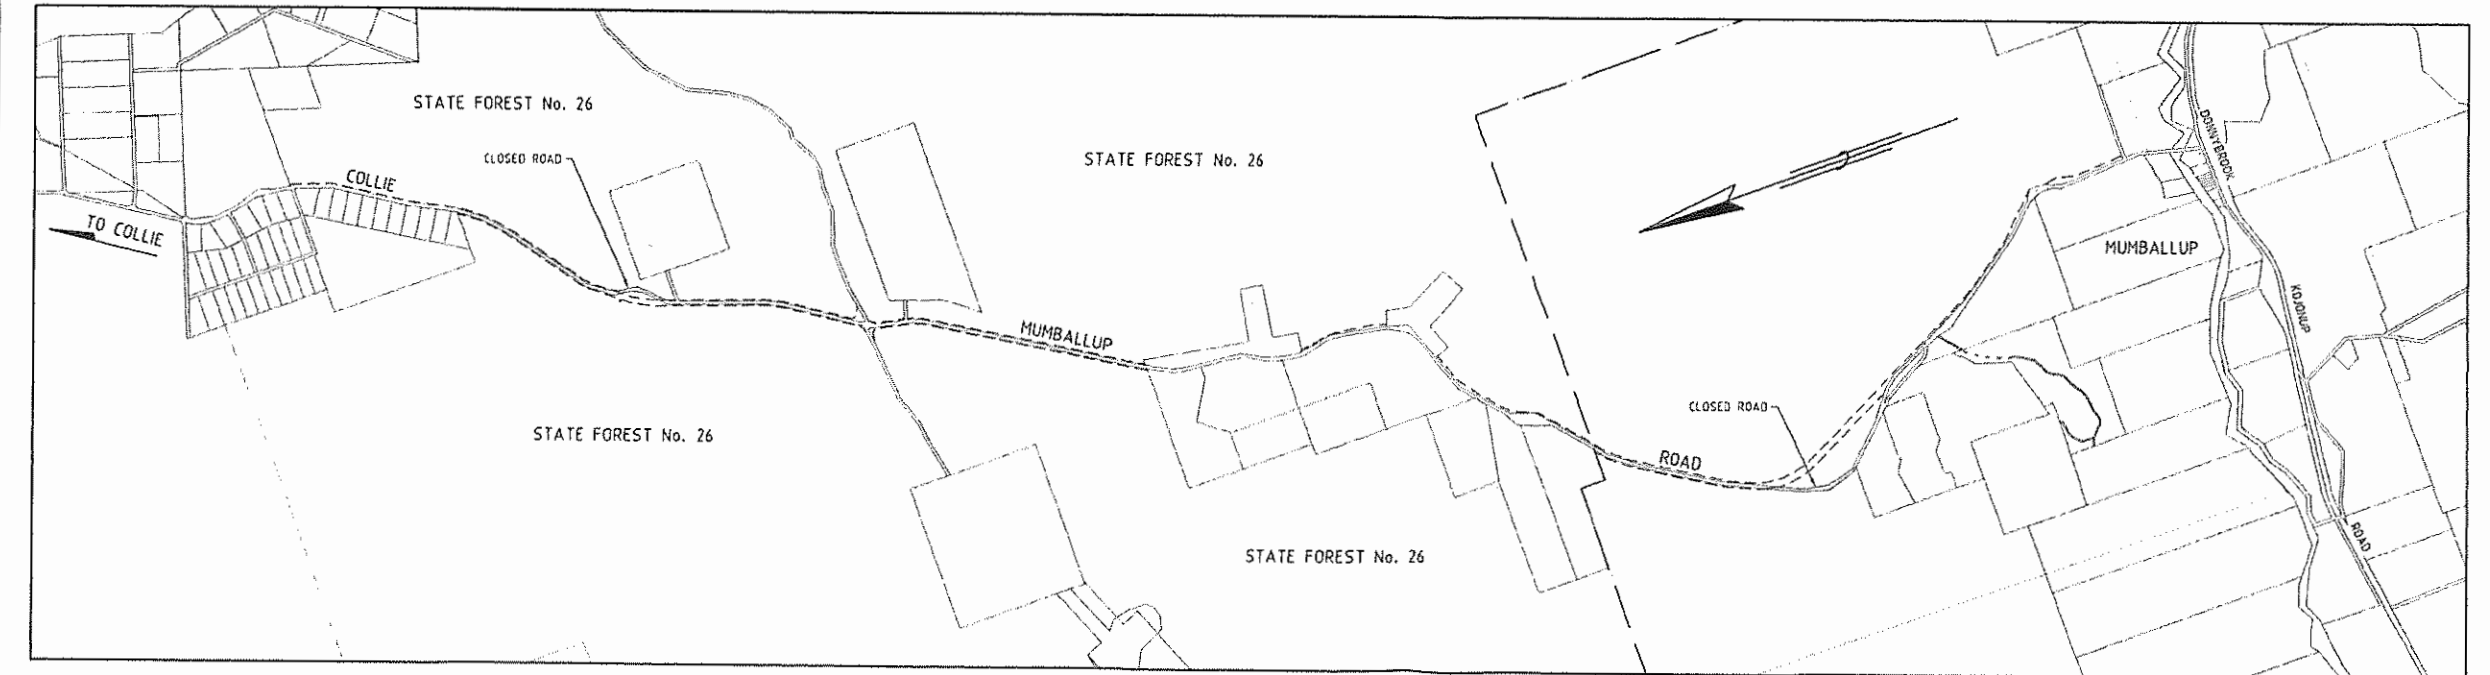 STATE FOREST No. 26
CLOSED ROAD
STATE FOREST No. 26
COLLIE
TO COLLIE
DONNYBROOK
MUMBALLUP
KOJONUP
MUMBALLUP
CLOSED ROAD
STATE FOREST No. 26
ROAD
ROAD
STATE FOREST No. 26